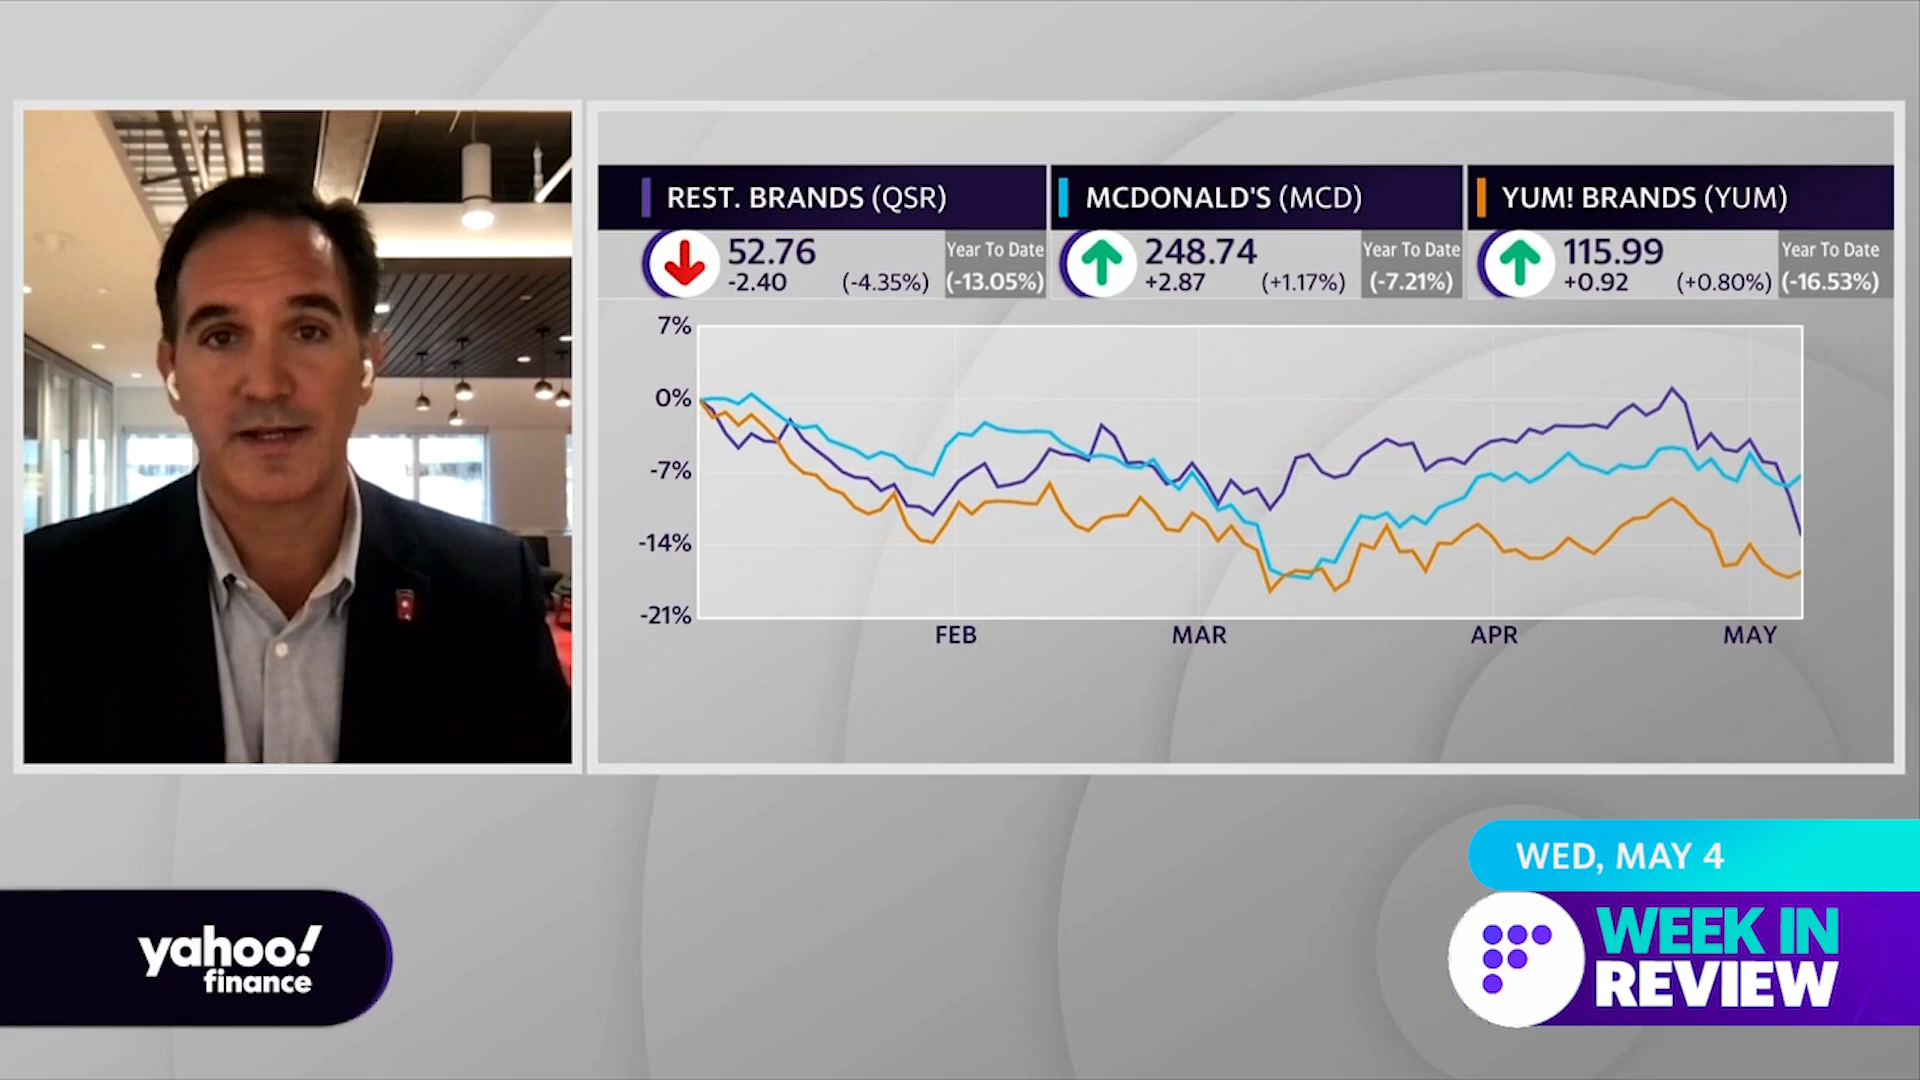 REST. BRANDS (QSR)
52.76
-2.40 (-4.35%)
Year To Date
(-13.05%)
MCDONALD'S (MCD)
248.74
+2.87 (+1.17%)
Year To Date
(-7.21%)
YUM! BRANDS (YUM)
115.99
+0.92 (+0.80%)
Year To Date
(-16.53%)
7%
0%
-7%
-14%
-21%
FEB MAR APR MAY
WED, MAY 4
WEEK IN
REVIEW
yahoo!
finance